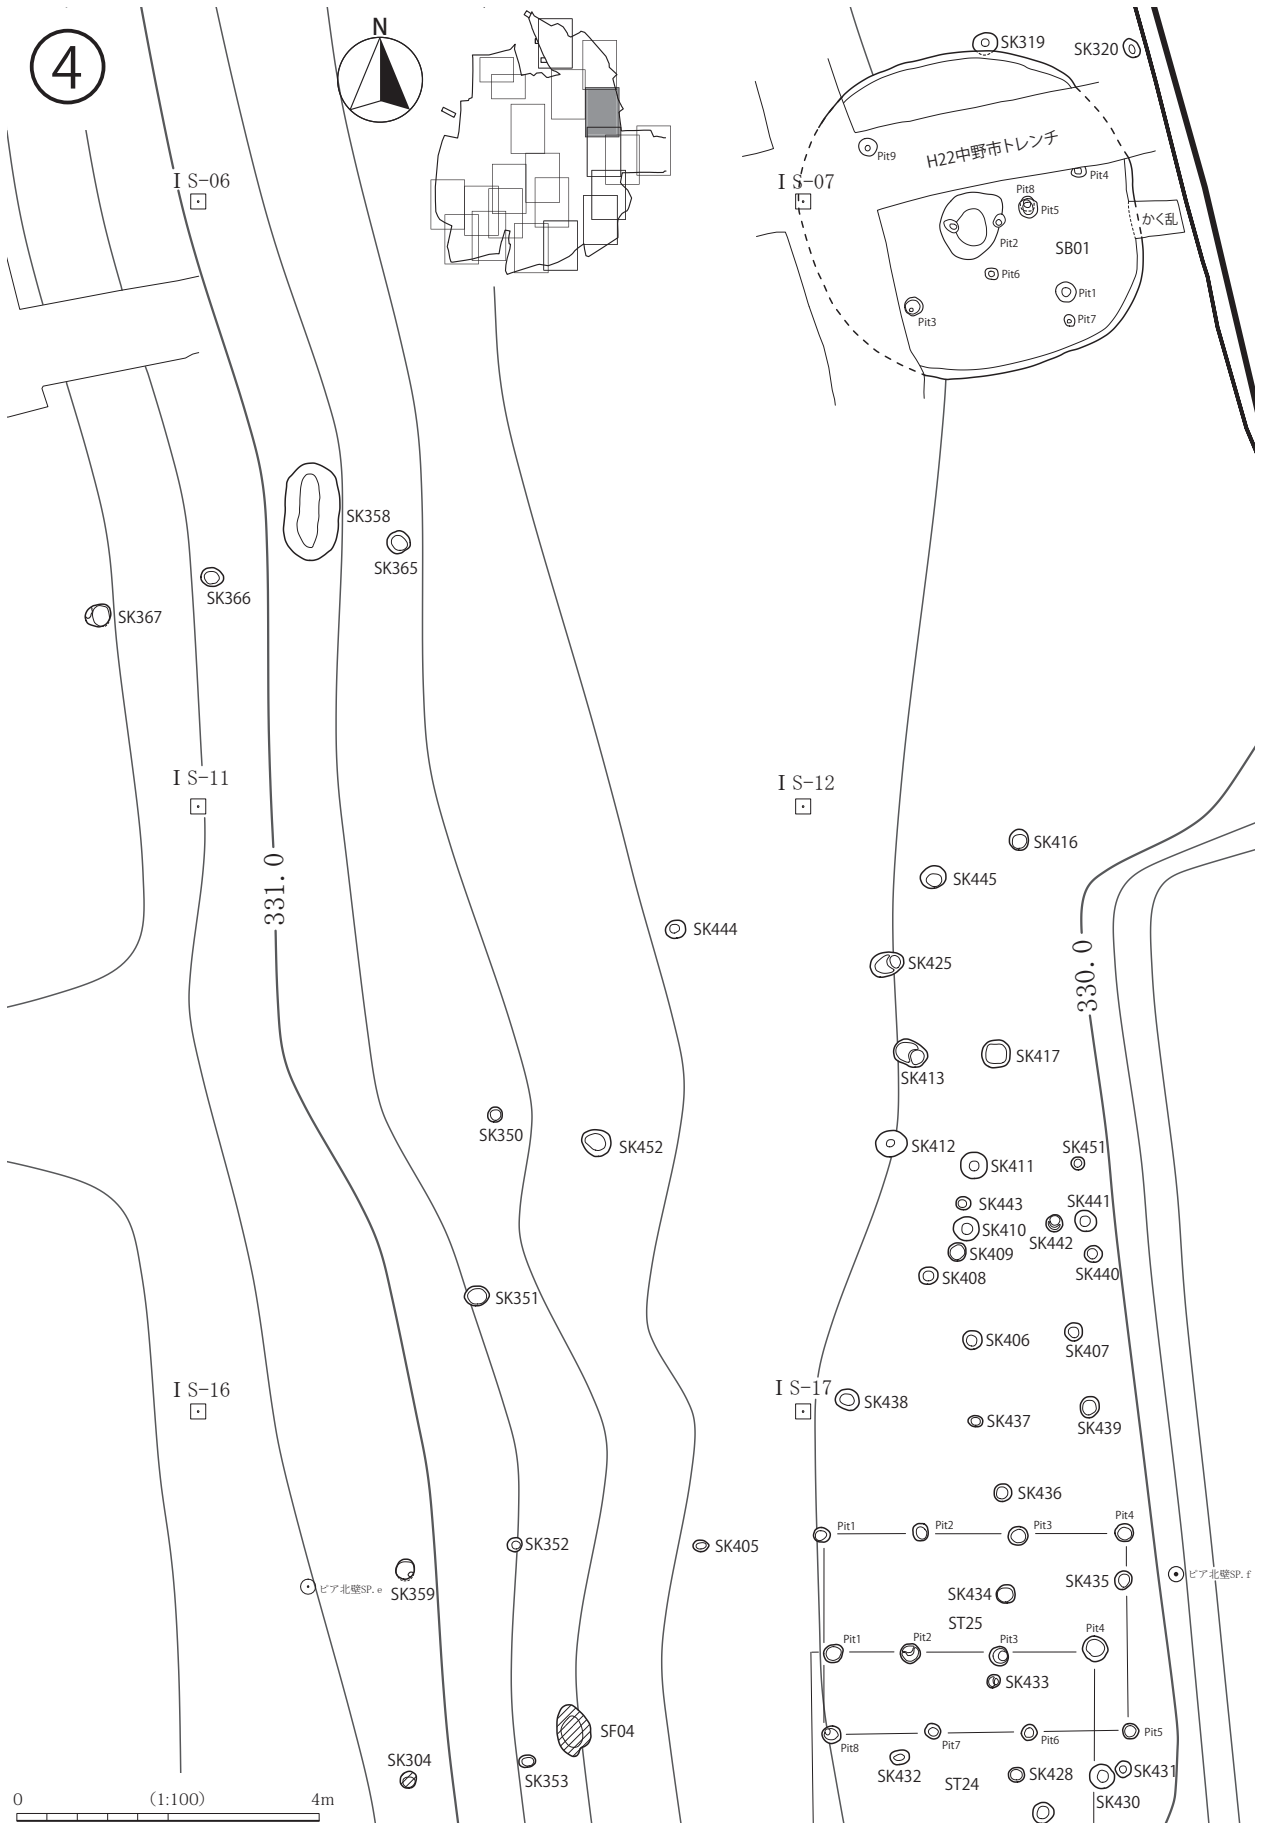 ④
N
SK319
SK320
H22中野市トレンチ
Pit9
Pit4
I S-06
I S-07
Pit8
Pit5
かく乱
Pit2
SB01
Pit6
Pit1
Pit3
Pit7
SK358
SK365
SK366
SK367
I S-11
I S-12
SK416
331.0
SK445
SK444
330.0
SK425
SK417
SK413
SK350
SK452
SK412
SK451
SK411
SK443
SK441
SK410
SK442
SK409
SK440
SK408
SK351
SK406
SK407
I S-16
I S-17
SK438
SK437
SK439
SK436
Pit1
Pit2
Pit3
Pit4
SK352
SK405
ピア北壁SP.e
SK359
SK434
SK435
ピア北壁SP.f
ST25
Pit1
Pit2
Pit3
Pit4
SK433
SF04
Pit8
Pit7
Pit6
Pit5
SK304
SK353
SK432
ST24
SK428
SK431
SK430
0 (1:100) 4m